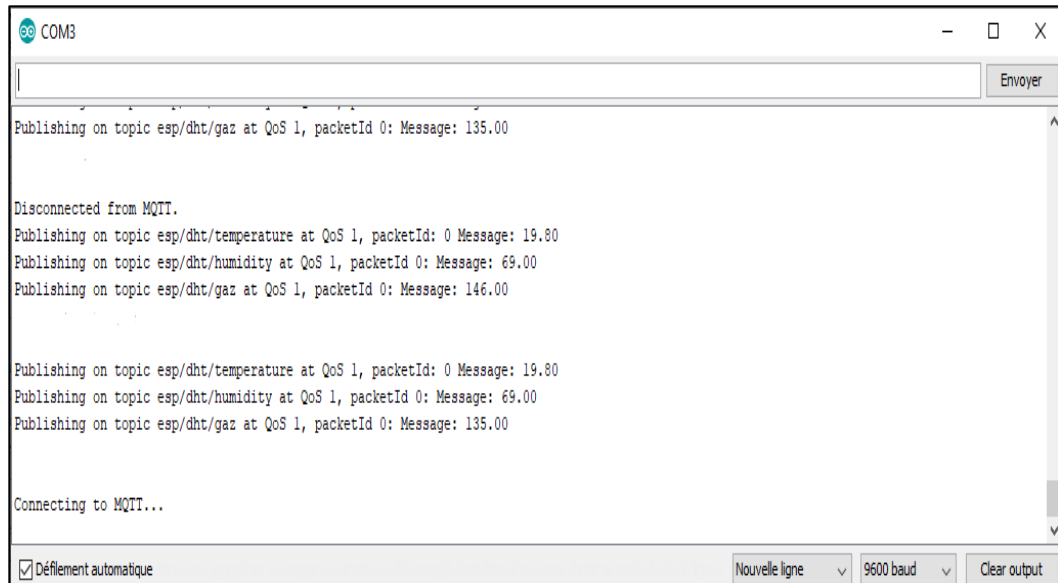 COM3
Envoyer
Publishing on topic esp/dht/gaz at QoS 1, packetId 0: Message: 135.00
Disconnected from MQTT.
Publishing on topic esp/dht/temperature at QoS 1, packetId: 0 Message: 19.80
Publishing on topic esp/dht/humidity at QoS 1, packetId 0: Message: 69.00
Publishing on topic esp/dht/gaz at QoS 1, packetId 0: Message: 146.00
Publishing on topic esp/dht/temperature at QoS 1, packetId: 0 Message: 19.80
Publishing on topic esp/dht/humidity at QoS 1, packetId 0: Message: 69.00
Publishing on topic esp/dht/gaz at QoS 1, packetId 0: Message: 135.00
Connecting to MQTT...
Défilement automatique
Nouvelle ligne
9600 baud
Clear output